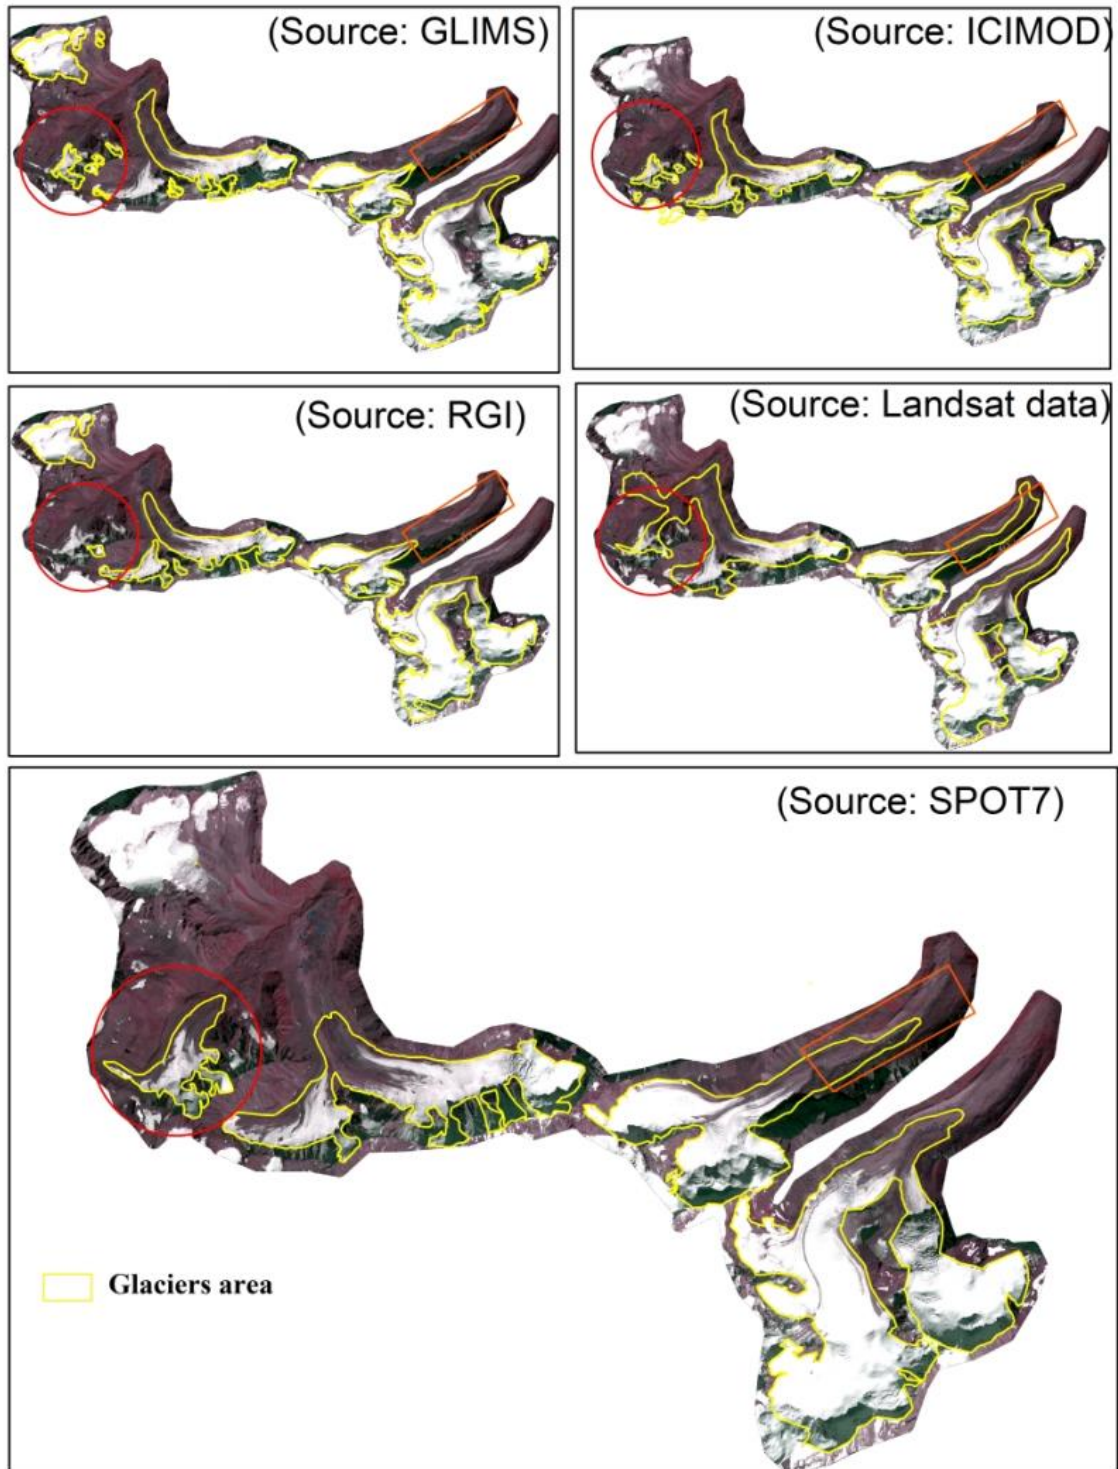 (Source: GLIMS)
(Source: ICIMOD)
(Source: RGI)
(Source: Landsat data)
(Source: SPOT7)
Glaciers area